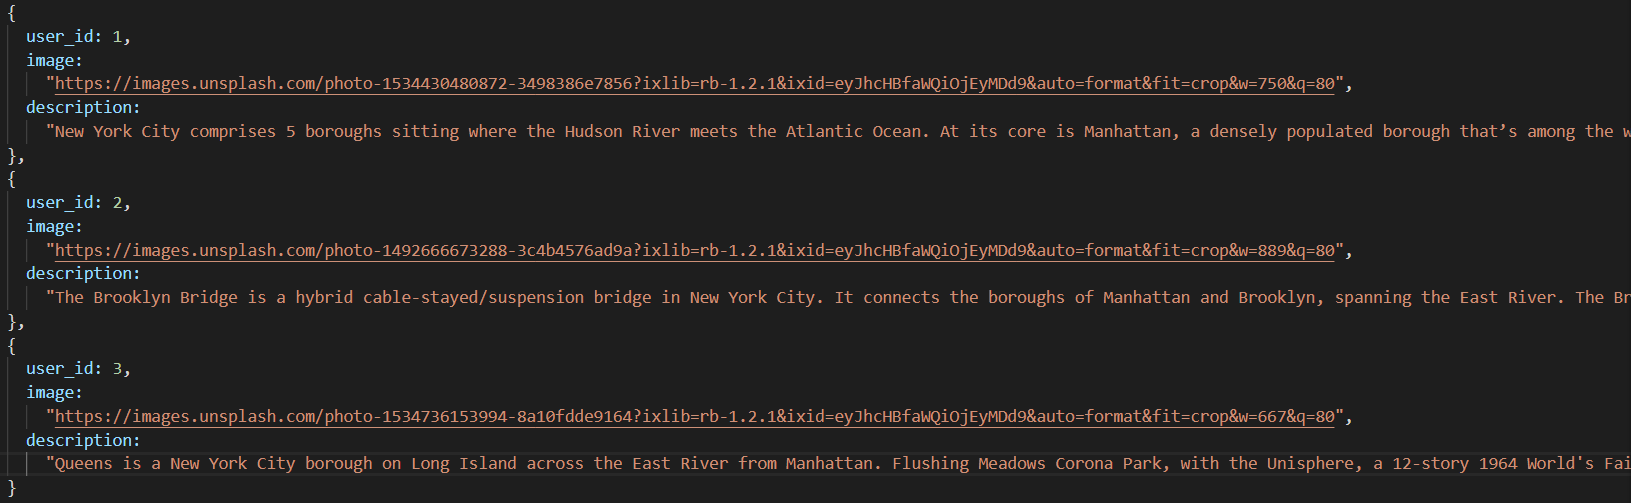 {
user_id: 1,
image:
"https://images.unsplash.com/photo-1534430480872-3498386e7856?ixlib=rb-1.2.1&ixid=eyJhcHBfaWQiOjEyMDd9&auto=format&fit=crop&w=750&q=80",
description:
"New York City comprises 5 boroughs sitting where the Hudson River meets the Atlantic Ocean. At its core is Manhattan, a densely populated borough that’s among the
},
{
user_id: 2,
image:
"https://images.unsplash.com/photo-1492666673288-3c4b4576ad9a?ixlib=rb-1.2.1&ixid=eyJhcHBfaWQiOjEyMDd9&auto=format&fit=crop&w=889&q=80",
description:
"The Brooklyn Bridge is a hybrid cable-stayed/suspension bridge in New York City. It connects the boroughs of Manhattan and Brooklyn, spanning the East River. The
},
{
user_id: 3,
image:
"https://images.unsplash.com/photo-1534736153994-8a10fdde9164?ixlib=rb-1.2.1&ixid=eyJhcHBfaWQiOjEyMDd9&auto=format&fit=crop&w=667&q=80",
description:
"Queens is a New York City borough on Long Island across the East River from Manhattan. Flushing Meadows Corona Park, with the Unisphere, a 12-story 1964 World's
}